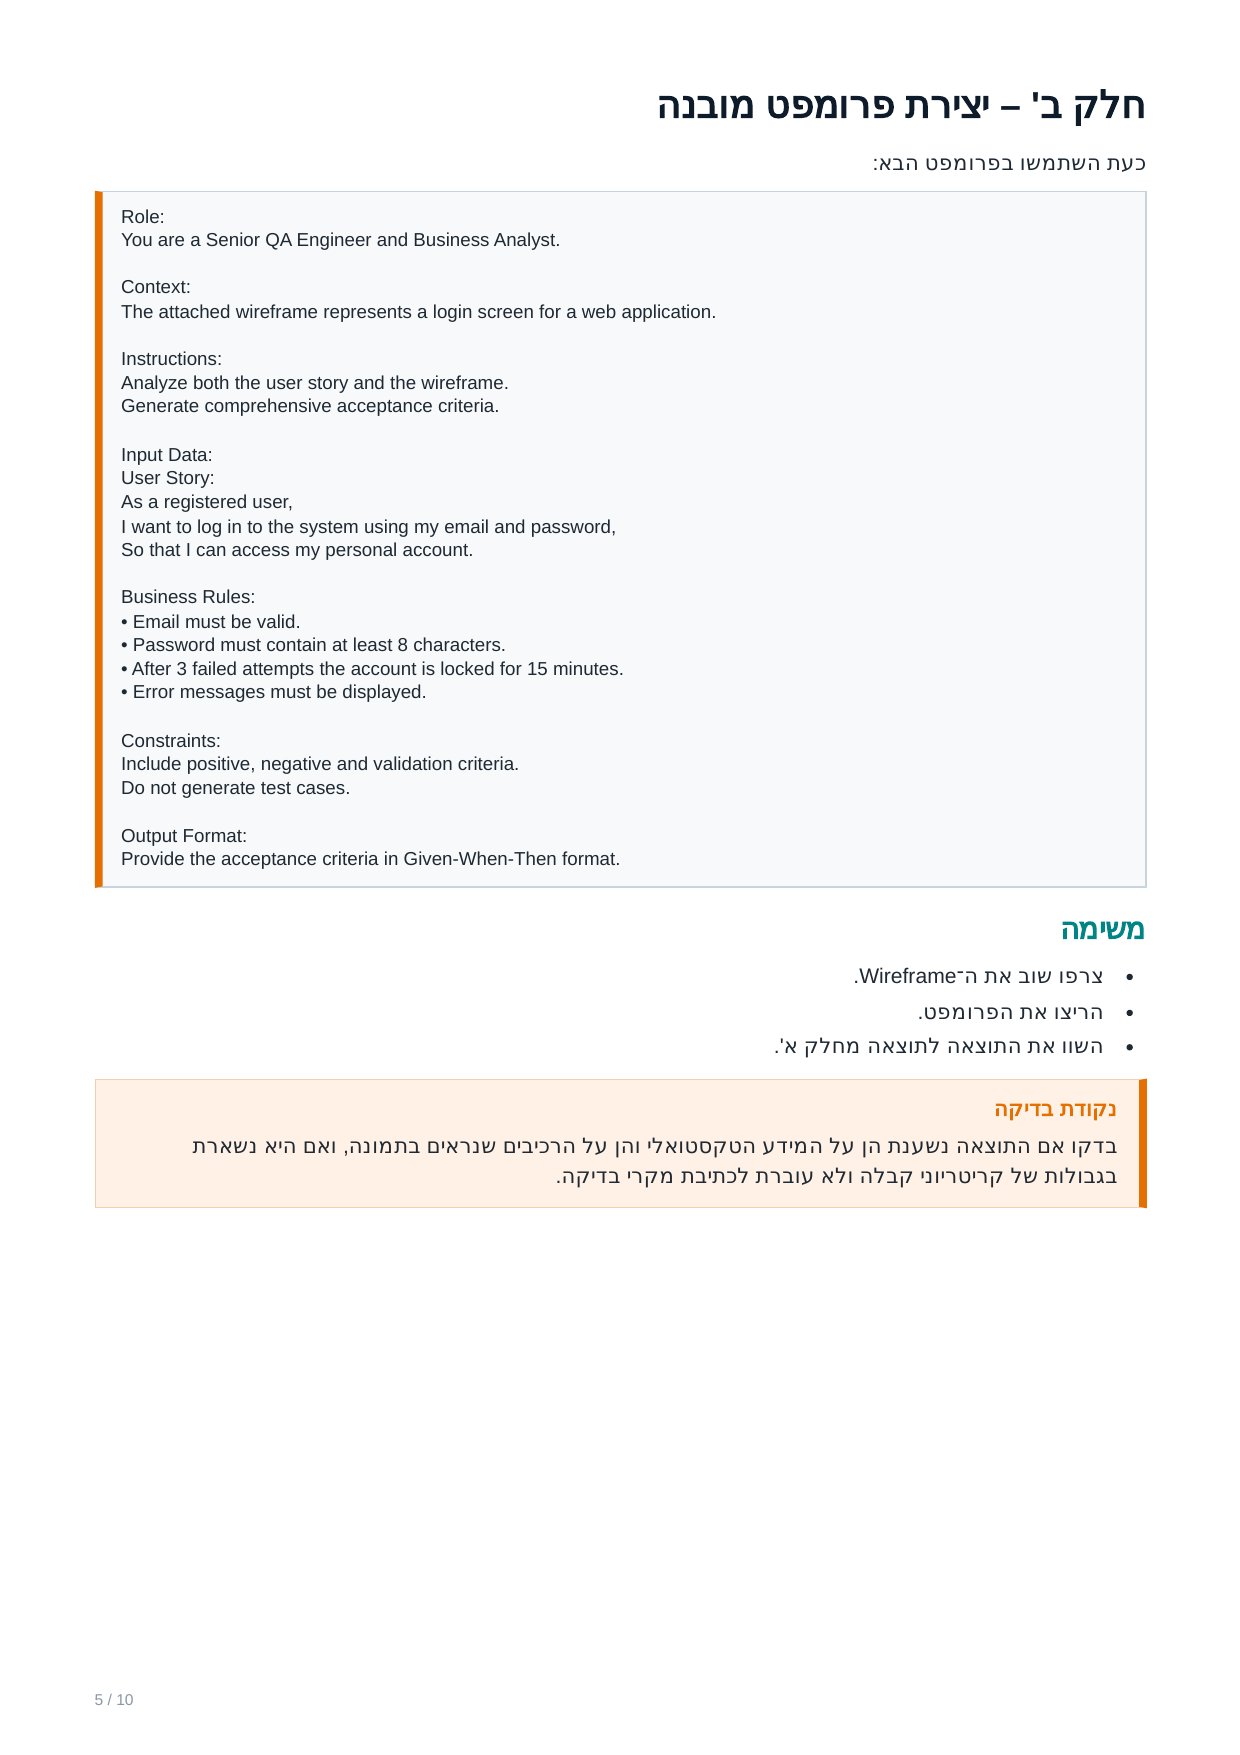 חלק ב' – יצירת פרומפט מובנה
כעת השתמשו בפרומפט הבא:
Role:
You are a Senior QA Engineer and Business Analyst.
Context:
The attached wireframe represents a login screen for a web application.
Instructions:
Analyze both the user story and the wireframe.
Generate comprehensive acceptance criteria.
Input Data:
User Story:
As a registered user,
I want to log in to the system using my email and password,
So that I can access my personal account.
Business Rules:
• Email must be valid.
• Password must contain at least 8 characters.
• After 3 failed attempts the account is locked for 15 minutes.
• Error messages must be displayed.
Constraints:
Include positive, negative and validation criteria.
Do not generate test cases.
Output Format:
Provide the acceptance criteria in Given-When-Then format.
משימה
• צרפו שוב את ה־Wireframe.
• הריצו את הפרומפט.
• השוו את התוצאה לתוצאה מחלק א'.
נקודת בדיקה
בדקו אם התוצאה נשענת הן על המידע הטקסטואלי והן על הרכיבים שנראים בתמונה, ואם היא נשארת
בגבולות של קריטריוני קבלה ולא עוברת לכתיבת מקרי בדיקה.
5 / 10